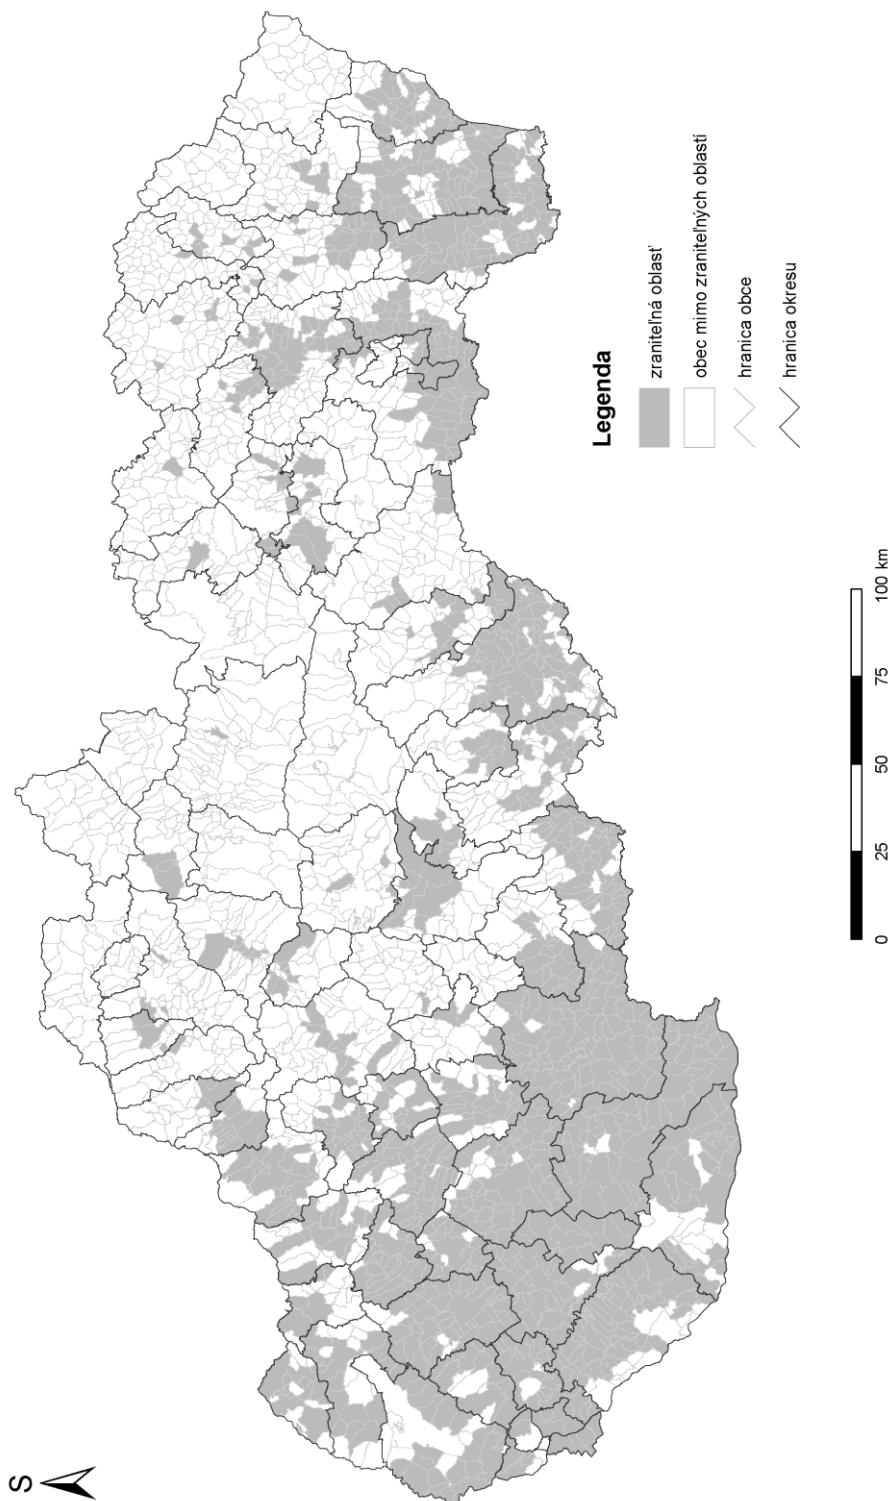 S
Legenda
zraniteľná oblasť
obec mimo zraniteľných oblastí
hranica obce
hranica okresu
0 25 50 75 100 km